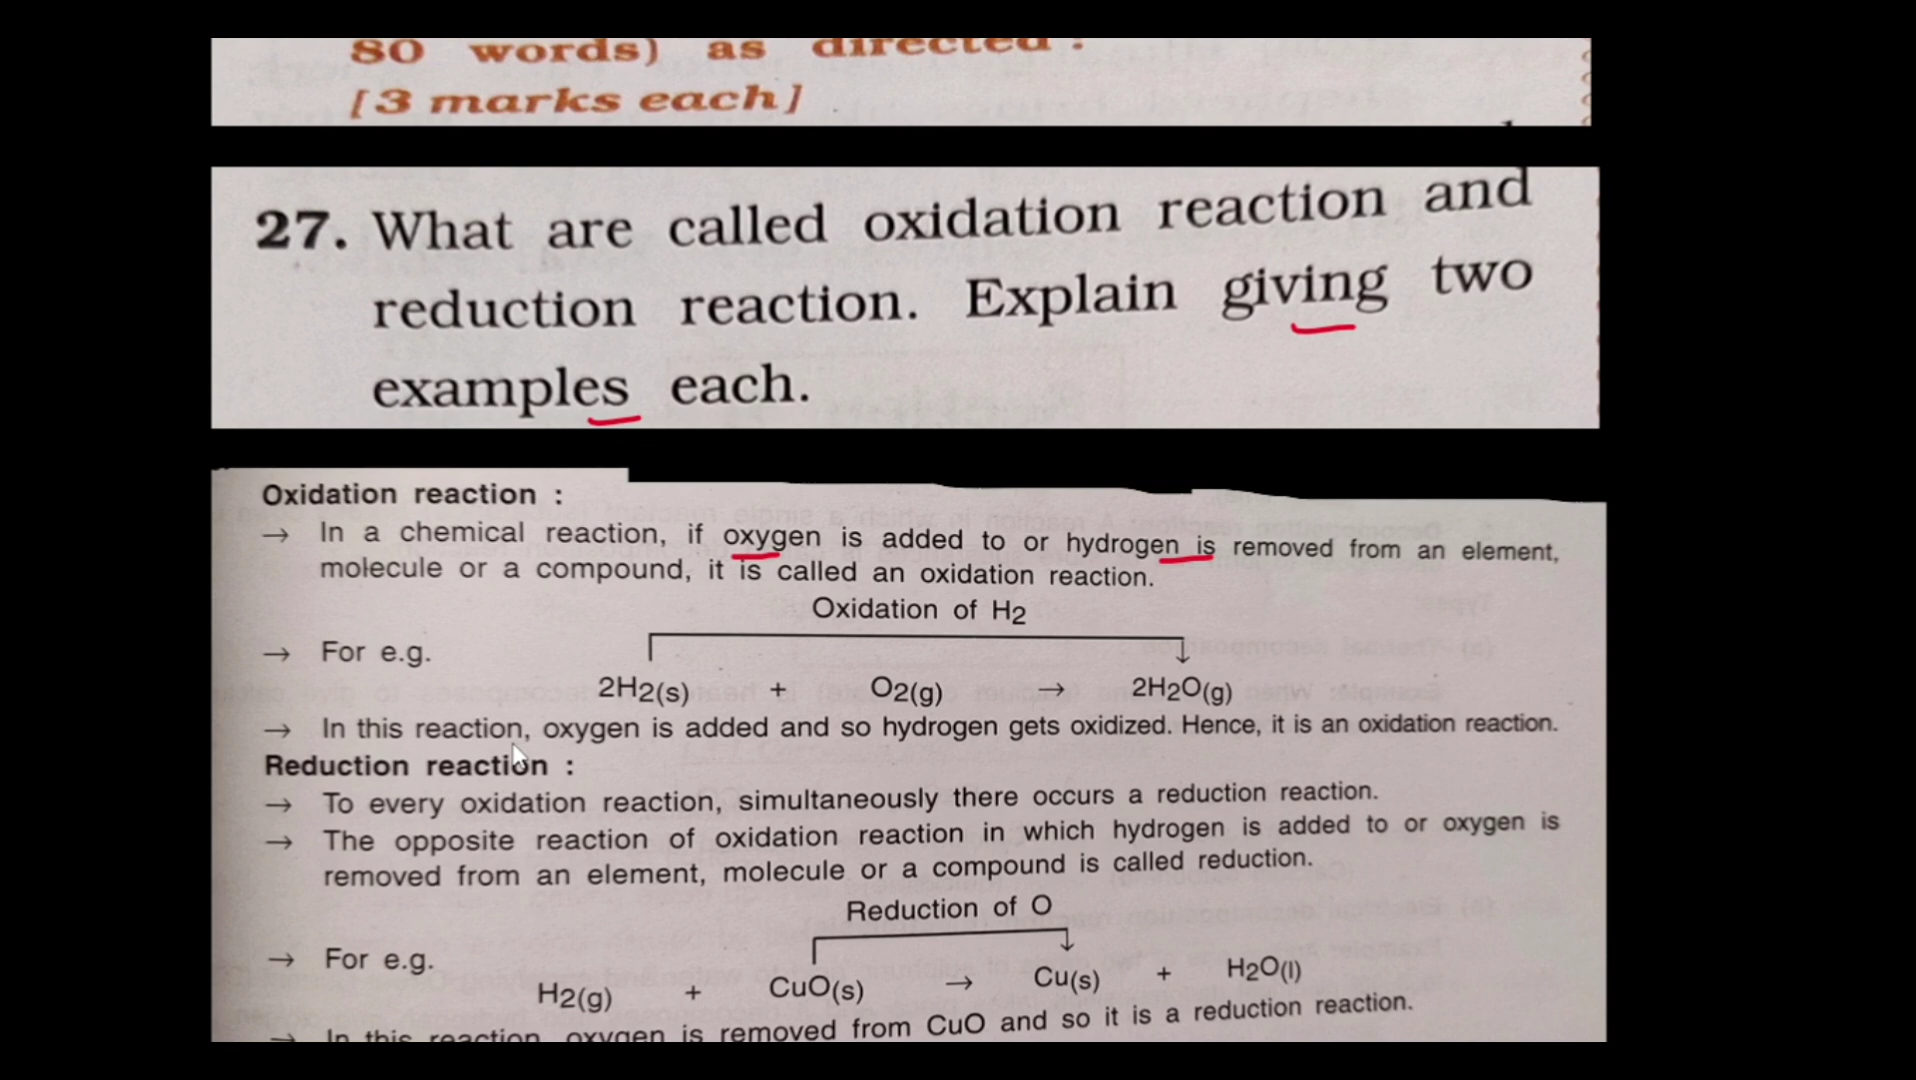 80 words) as directed :
[3 marks each]
27. What are called oxidation reaction and
reduction reaction. Explain giving two
examples each.
Oxidation reaction :
→ In a chemical reaction, if oxygen is added to or hydrogen is removed from an element,
molecule or a compound, it is called an oxidation reaction.
Oxidation of H2
→ For e.g.
2H2(s) + O2(g) → 2H2O(g)
→ In this reaction, oxygen is added and so hydrogen gets oxidized. Hence, it is an oxidation reaction.
Reduction reaction :
→ To every oxidation reaction, simultaneously there occurs a reduction reaction.
→ The opposite reaction of oxidation reaction in which hydrogen is added to or oxygen is
removed from an element, molecule or a compound is called reduction.
Reduction of O
→ For e.g.
H2(g) + CuO(s) → Cu(s) + H2O(l)
→ In this reaction, oxygen is removed from CuO and so it is a reduction reaction.